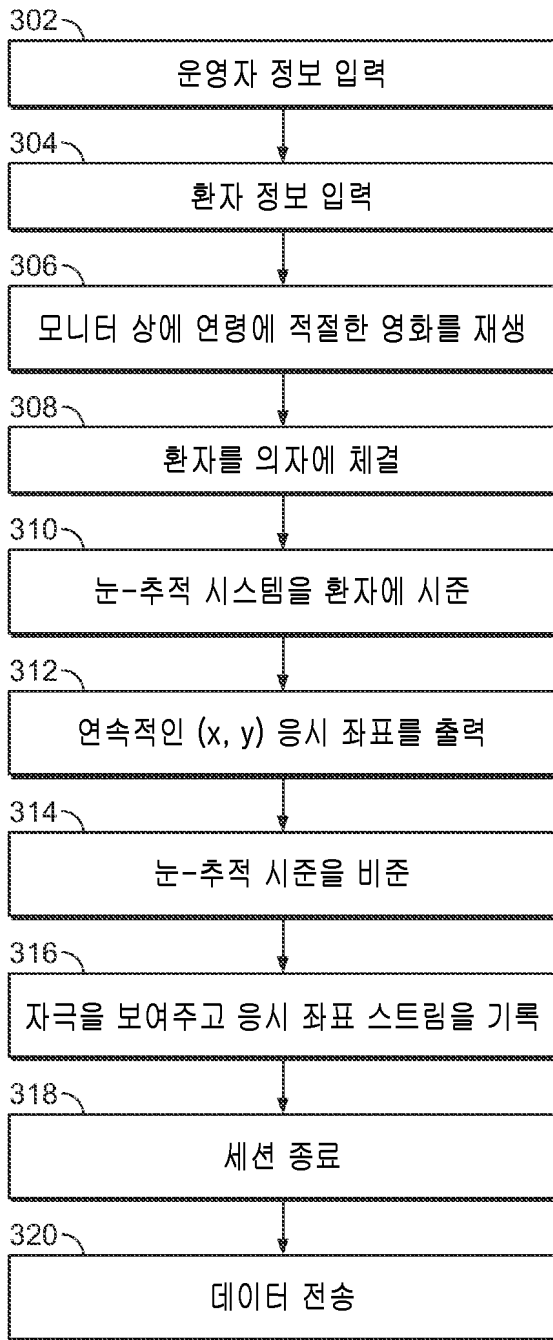 302
운영자 정보 입력
304
환자 정보 입력
306
모니터 상에 연령에 적절한 영화를 재생
308
환자를 의자에 체결
310
눈-추적 시스템을 환자에 시준
312
연속적인 (x, y) 응시 좌표를 출력
314
눈-추적 시준을 비준
316
자극을 보여주고 응시 좌표 스트림을 기록
318
세션 종료
320
데이터 전송